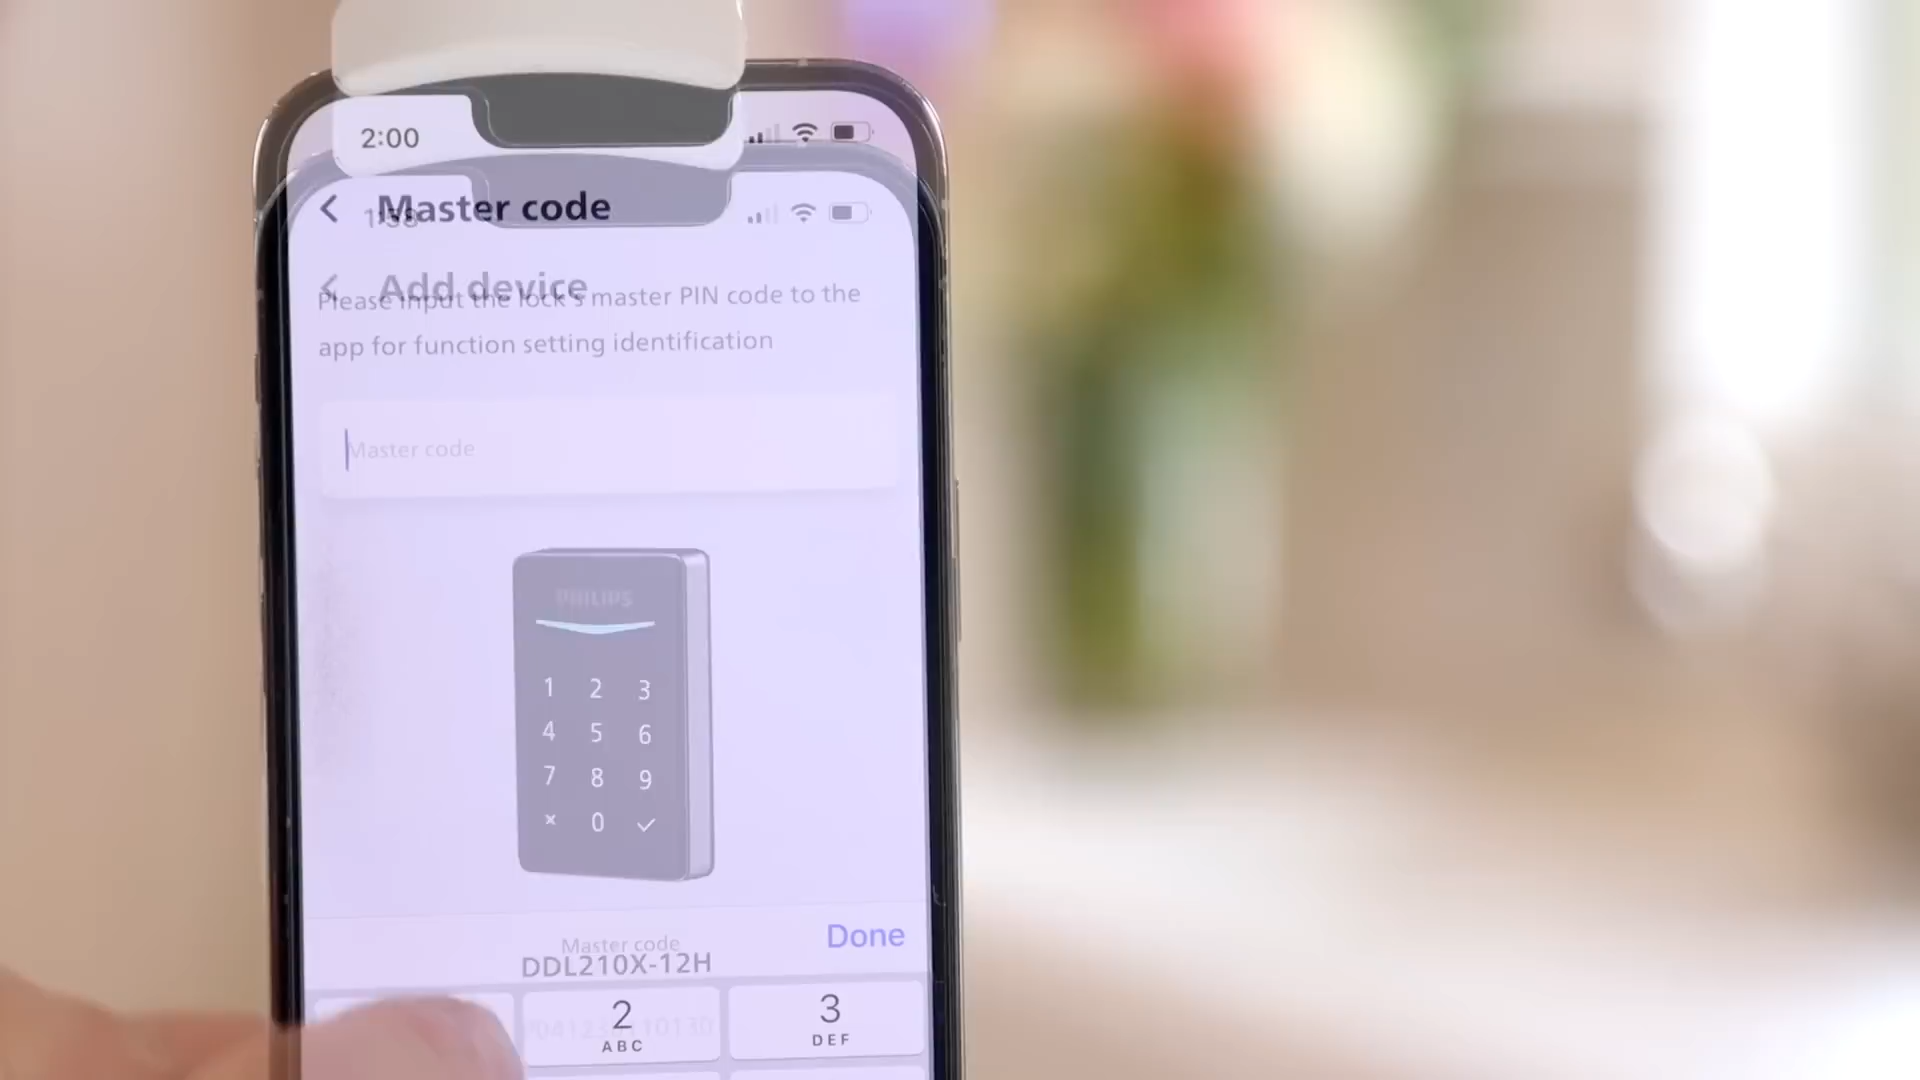 2:00
1:58
Master code
Add device
Please input the lock's master PIN code to the
app for function setting identification
Master code
PHILIPS
1 2 3
4 5 6
7 8 9
× 0 ✓
Done
Master code
DDL210X-12H
2
ABC
3
DEF